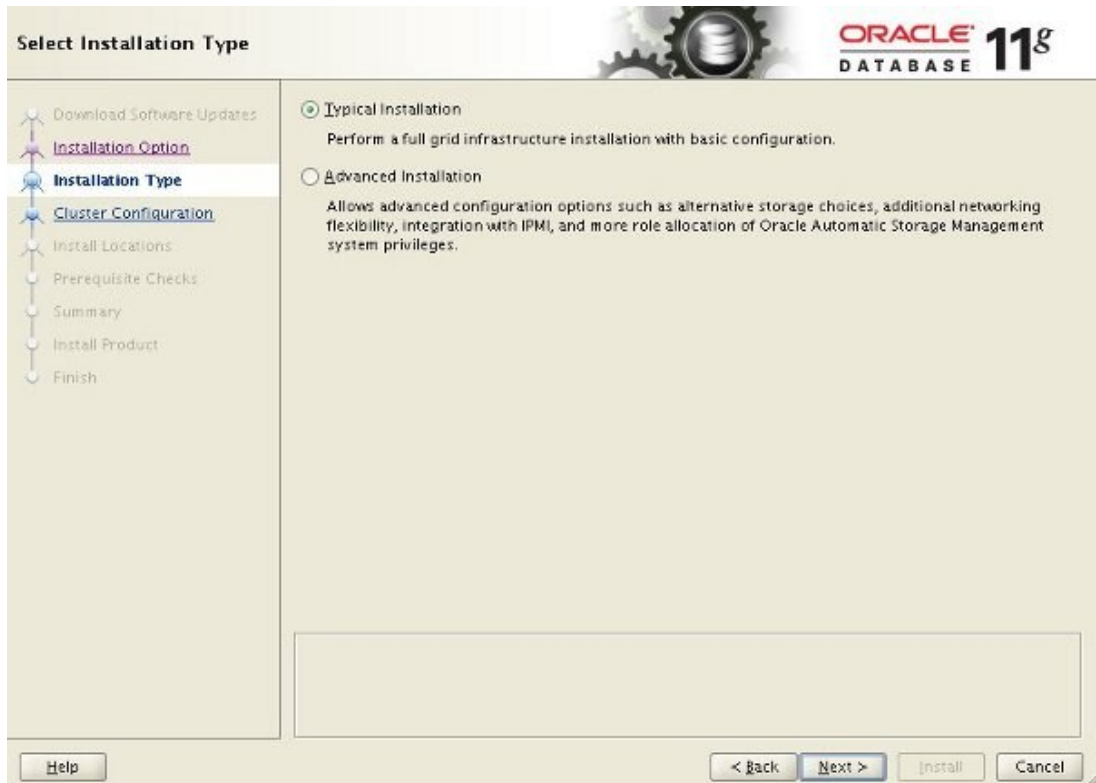 Select Installation Type
ORACLE
DATABASE
11g
Download Software Updates
Installation Option
Installation Type
Cluster Configuration
Install Locations
Prerequisite Checks
Summary
Install Product
Finish
Typical Installation
Perform a full grid infrastructure installation with basic configuration.
Advanced Installation
Allows advanced configuration options such as alternative storage choices, additional networking
flexibility, integration with IPMI, and more role allocation of Oracle Automatic Storage Management
system privileges.
Help
< Back
Next >
Install
Cancel